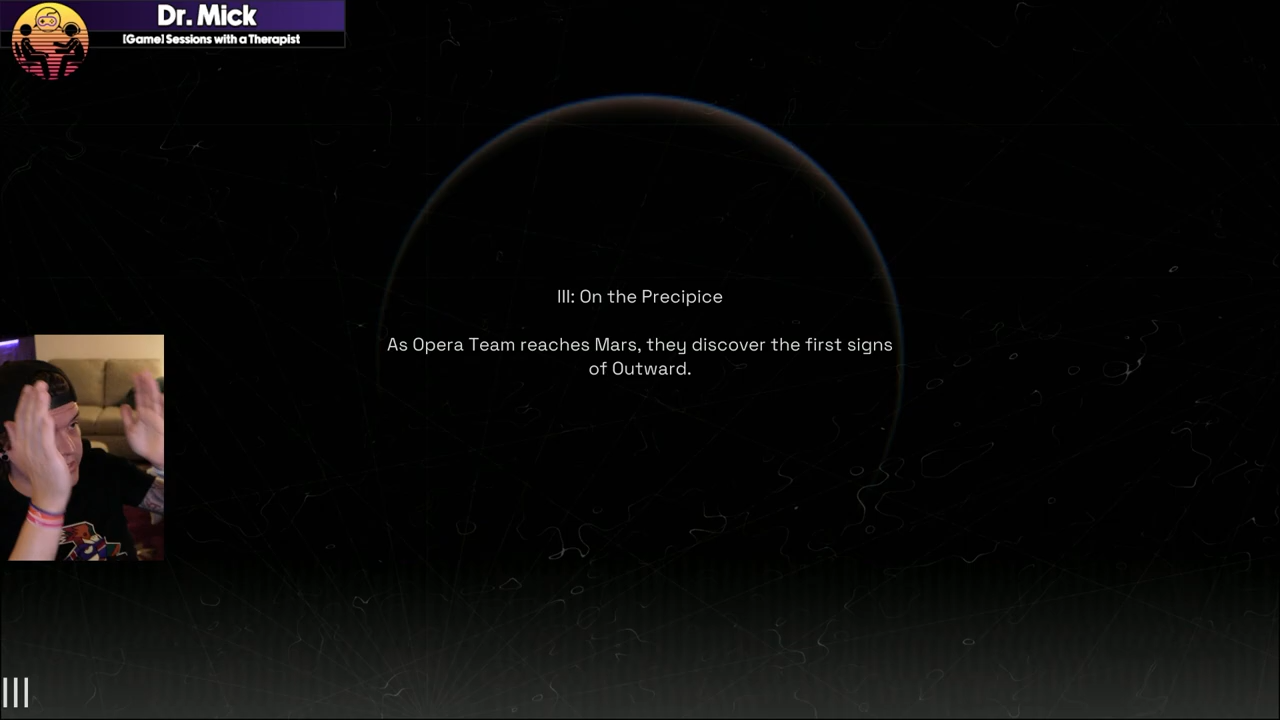 Dr. Mick
[Game] Sessions with a Therapist
III: On the Precipice
As Opera Team reaches Mars, they discover the first signs
of Outward.
III